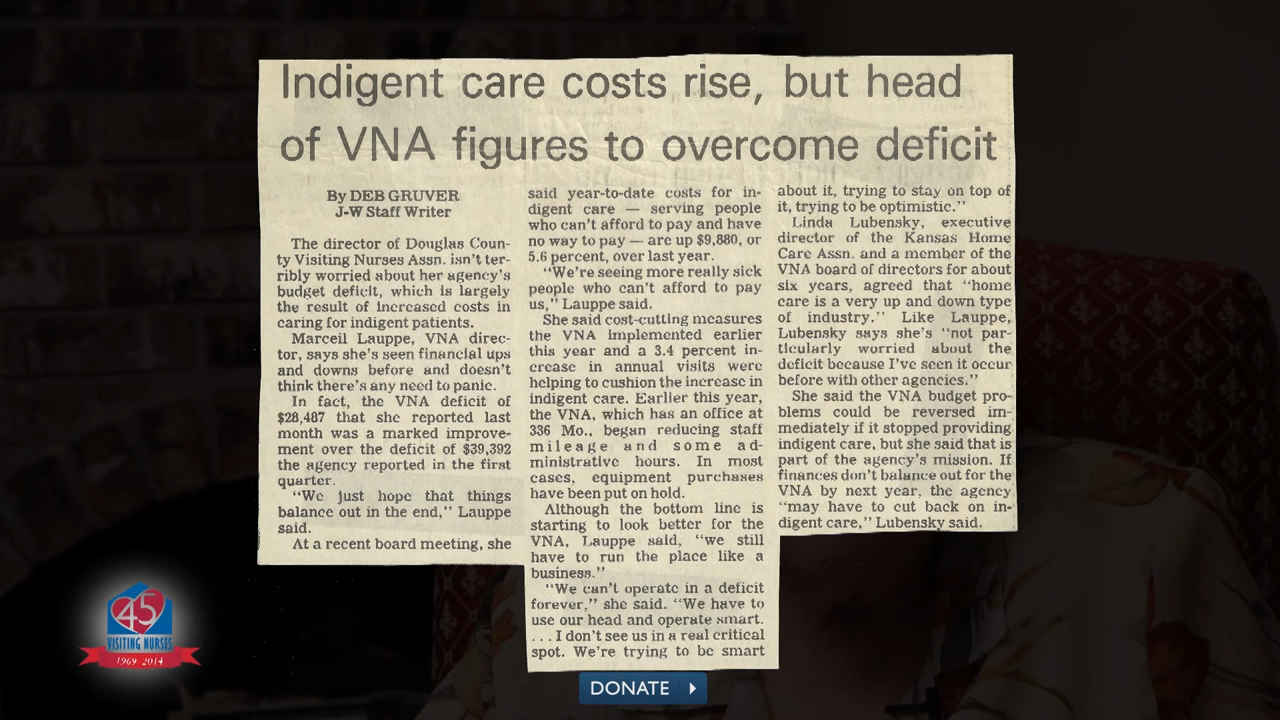 Indigent care costs rise, but head
of VNA figures to overcome deficit
By DEB GRUVER
J-W Staff Writer
The director of Douglas Coun-
ty Visiting Nurses Assn. isn't ter-
ribly worried about her agency's
budget deficit, which is largely
the result of increased costs in
caring for indigent patients.
Marceil Lauppe, VNA direc-
tor, says she's seen financial ups
and downs before and doesn't
think there's any need to panic.
In fact, the VNA deficit of
$28,487 that she reported last
month was a marked improve-
ment over the deficit of $39,392
the agency reported in the first
quarter.
"We just hope that things
balance out in the end," Lauppe
said.
At a recent board meeting, she
said year-to-date costs for in-
digent care — serving people
who can't afford to pay and have
no way to pay — are up $9,880, or
5.6 percent, over last year.
"We're seeing more really sick
people who can't afford to pay
us," Lauppe said.
She said cost-cutting measures
the VNA implemented earlier
this year and a 3.4 percent in-
crease in annual visits were
helping to cushion the increase in
indigent care. Earlier this year,
the VNA, which has an office at
336 Mo., began reducing staff
mileage and some ad-
ministrative hours. In most
cases, equipment purchases
have been put on hold.
Although the bottom line is
starting to look better for the
VNA, Lauppe said, "we still
have to run the place like a
business."
"We can't operate in a deficit
forever," she said. "We have to
use our head and operate smart.
. . . I don't see us in a real critical
spot. We're trying to be smart
about it, trying to stay on top of
it, trying to be optimistic."
Linda Lubensky, executive
director of the Kansas Home
Care Assn. and a member of the
VNA board of directors for about
six years, agreed that "home
care is a very up and down type
of industry." Like Lauppe,
Lubensky says she's "not par-
ticularly worried about the
deficit because I've seen it occur
before with other agencies."
She said the VNA budget pro-
blems could be reversed im-
mediately if it stopped providing
indigent care, but she said that is
part of the agency's mission. If
finances don't balance out for the
VNA by next year, the agency
"may have to cut back on in-
digent care," Lubensky said.
45
VISITING NURSES
1969 2014
DONATE